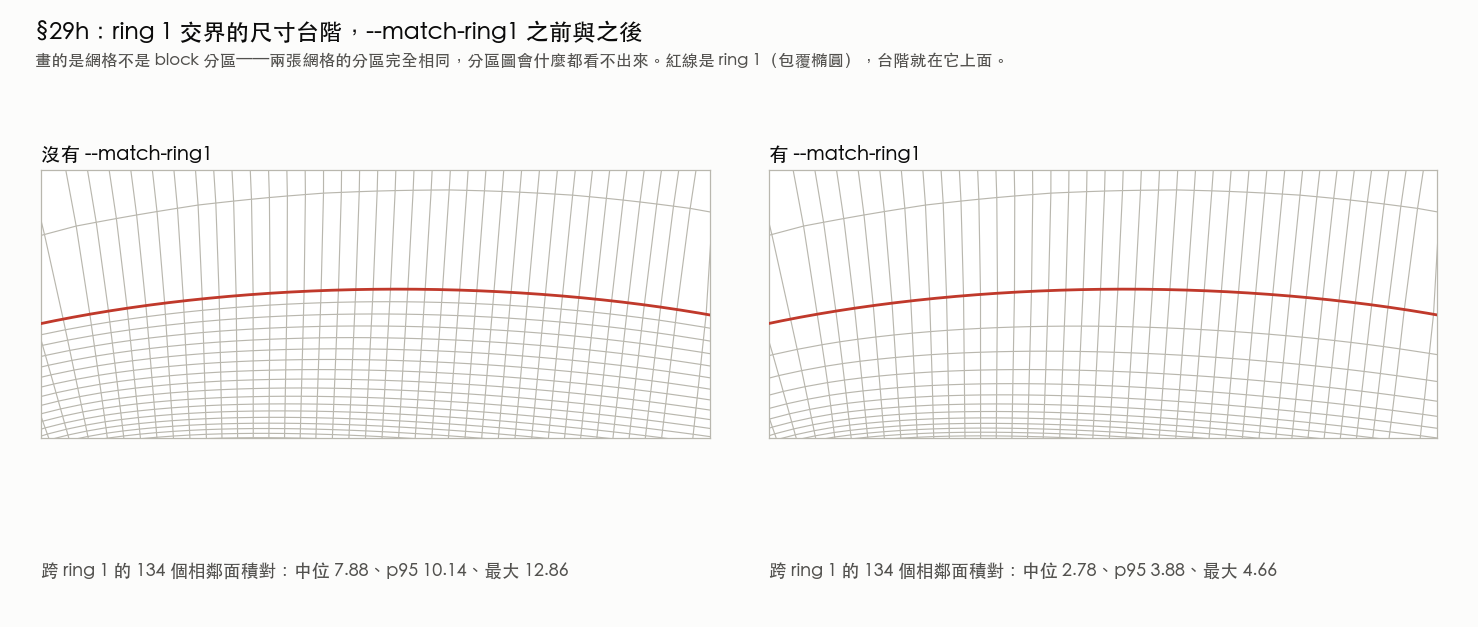 §29h：ring 1 交界的尺寸台階，--match-ring1 之前與之後
畫的是網格不是 block 分區——兩張網格的分區完全相同，分區圖會什麼都看不出來。紅線是 ring 1（包覆橢圓），台階就在它上面。
沒有 --match-ring1
有 --match-ring1
跨 ring 1 的 134 個相鄰面積對：中位 7.88、p95 10.14、最大 12.86
跨 ring 1 的 134 個相鄰面積對：中位 2.78、p95 3.88、最大 4.66